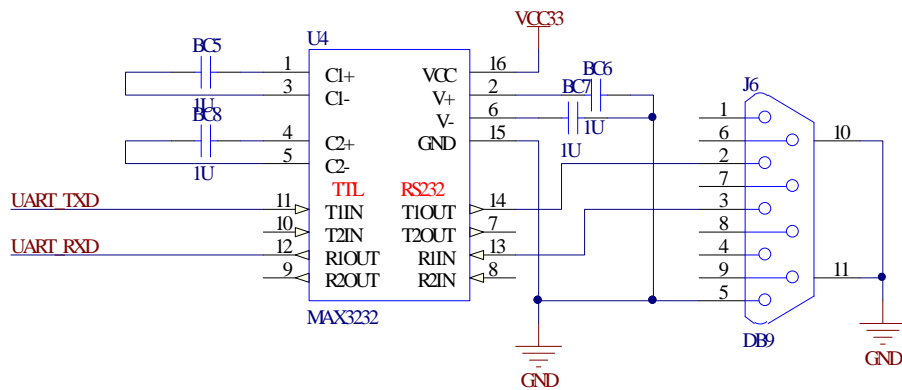 VCC33
BC5
1U
BC8
1U
U4
1 C1+ VCC 16
3 C1- V+ 2
V- 6
4 C2+ GND 15
5 C2-
TTL RS232
UART_TXD 11 T1IN T1OUT 14
10 T2IN T2OUT 7
UART_RXD 12 R1OUT R1IN 13
9 R2OUT R2IN 8
MAX3232
BC6
BC7
1U
1U
GND
J6
1
6
2
7
3
8
4
9
5
10
11
DB9
GND